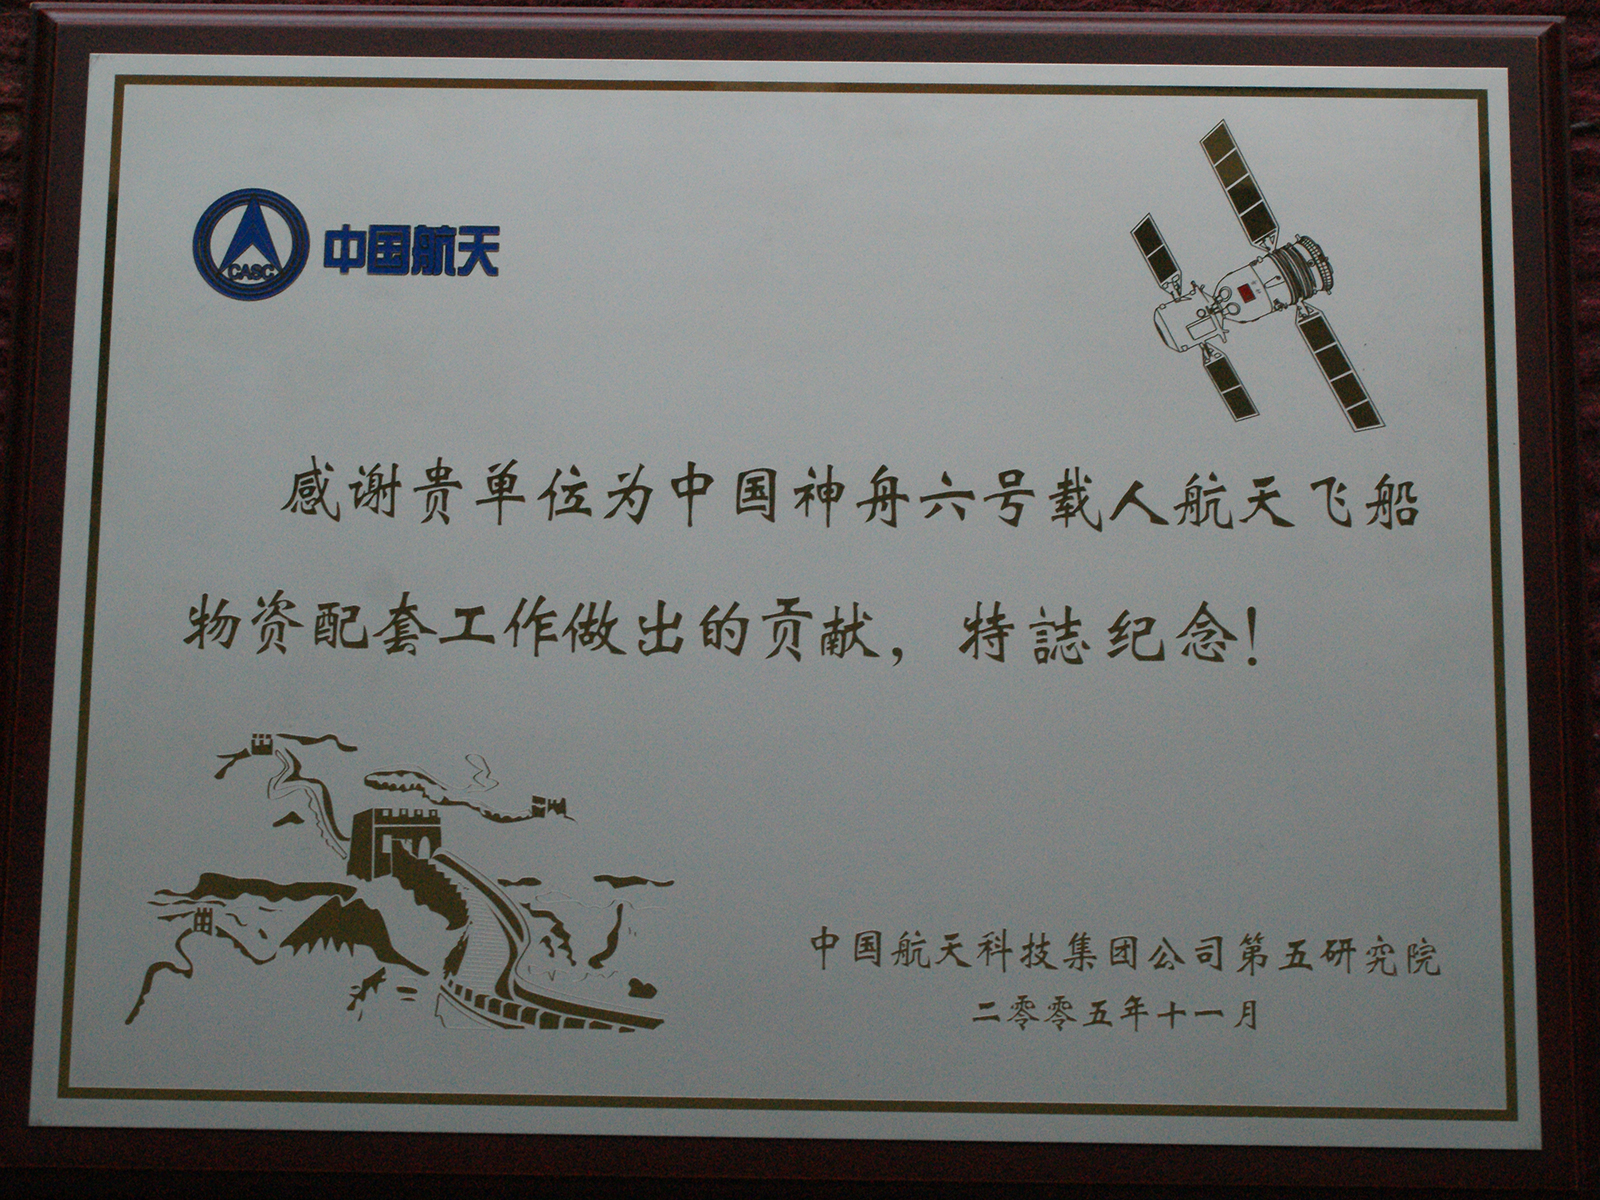 CASC 中国航天
感谢贵单位为中国神舟六号载人航天飞船
物资配套工作做出的贡献，特誌纪念！
中国航天科技集团公司第五研究院
二零零五年十一月